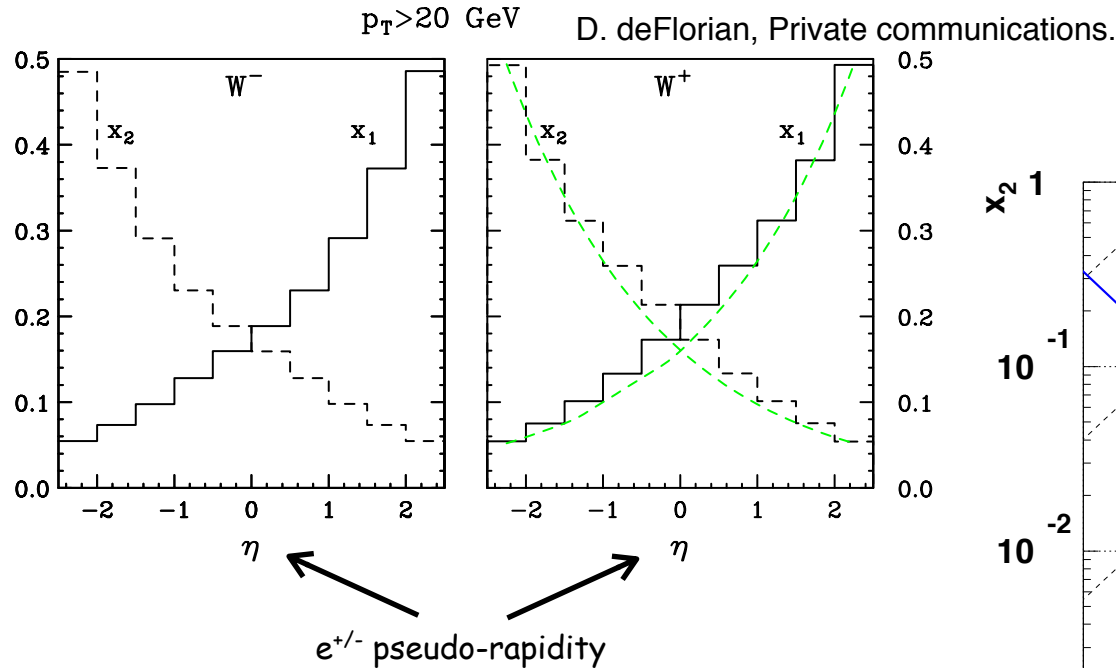 p_T>20 GeV
D. deFlorian, Private communications.
0.5
0.4
0.3
0.2
0.1
0.0
W⁻
x₂
x₁
−2 −1 0 1 2
η
W⁺
x₂
x₁
−2 −1 0 1 2
η
0.5
0.4
0.3
0.2
0.1
0.0
x₂
1
10⁻¹
10⁻²
e⁺/⁻ pseudo-rapidity